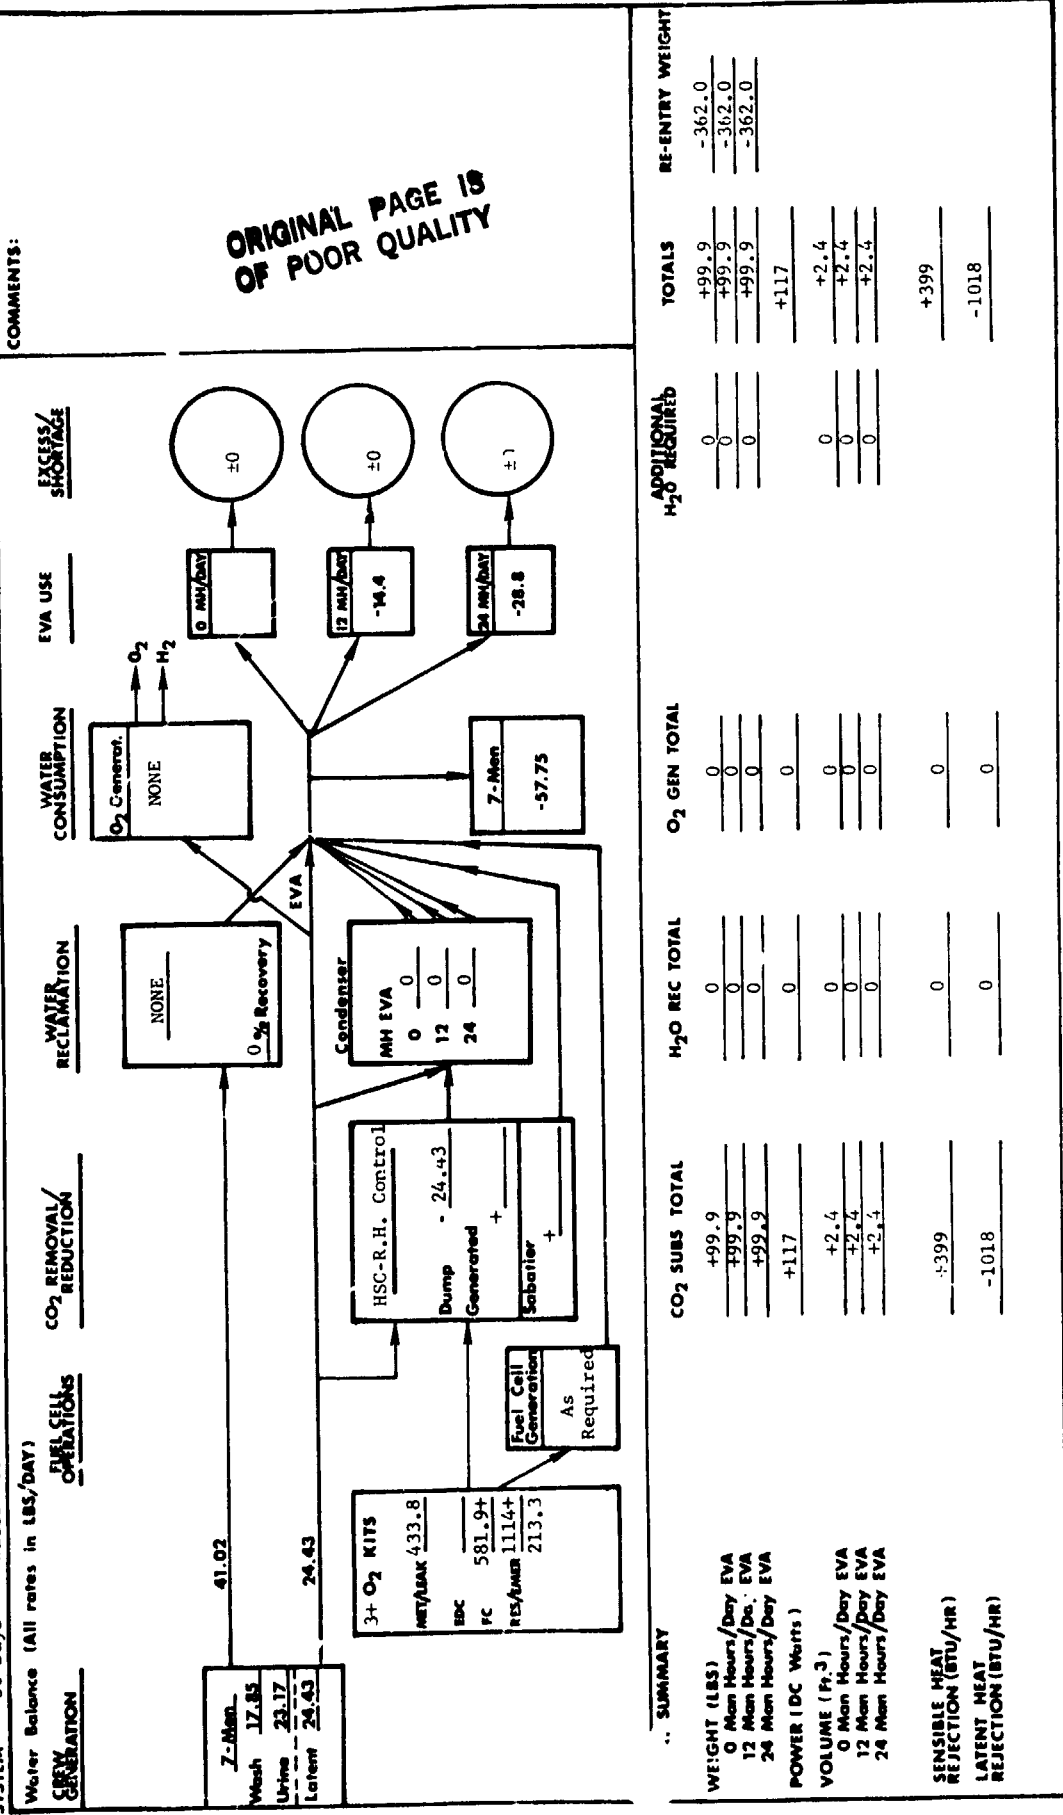 Water Balance (All rates in LBS/DAY)
COMMENTS:
CREW GENERATION
FUEL CELL OPERATIONS
CO2 REMOVAL/ REDUCTION
WATER RECLAMATION
WATER CONSUMPTION
EVA USE
EXCESS/ SHORTAGE
7-Men
Wash 17.85
Urine 23.17
Latent 24.43
41.02
24.43
3+ O2 KITS
MET/LEAK 433.8
EDC
FC 581.9+
RES/EMER 1114+
213.3
Fuel Cell Generation
As Required
HSC-R.H. Control
Dump - 24.43
Generated +
Sabatier +
NONE
0 % Recovery
Condenser
MH EVA
0 0
12 0
24 0
EVA
O2 Generat.
NONE
O2
H2
7-Men
-57.75
0 MH/DAY
12 MH/DAY
-14.4
24 MH/DAY
-28.8
±0
±0
ORIGINAL PAGE IS
OF POOR QUALITY
SUMMARY
CO2 SUBS TOTAL H2O REC TOTAL O2 GEN TOTAL ADDITIONAL H2O REQUIRED TOTALS RE-ENTRY WEIGHT
WEIGHT (LBS)
0 Man Hours/Day EVA +99.9 0 0 0 +99.9 -362.0
12 Man Hours/Da. EVA +99.9 0 0 0 +99.9 -362.0
24 Man Hours/Day EVA +99.9 0 0 0 +99.9 -362.0
POWER (DC Watts) +117 0 0 +117
VOLUME (Ft.3)
0 Man Hours/Day EVA +2.4 0 0 0 +2.4
12 Man Hours/Day EVA +2.4 0 0 0 +2.4
24 Man Hours/Day EVA +2.4 0 0 0 +2.4
SENSIBLE HEAT
REJECTION (BTU/HR) +399 0 0 +399
LATENT HEAT
REJECTION (BTU/HR) -1018 0 0 -1018